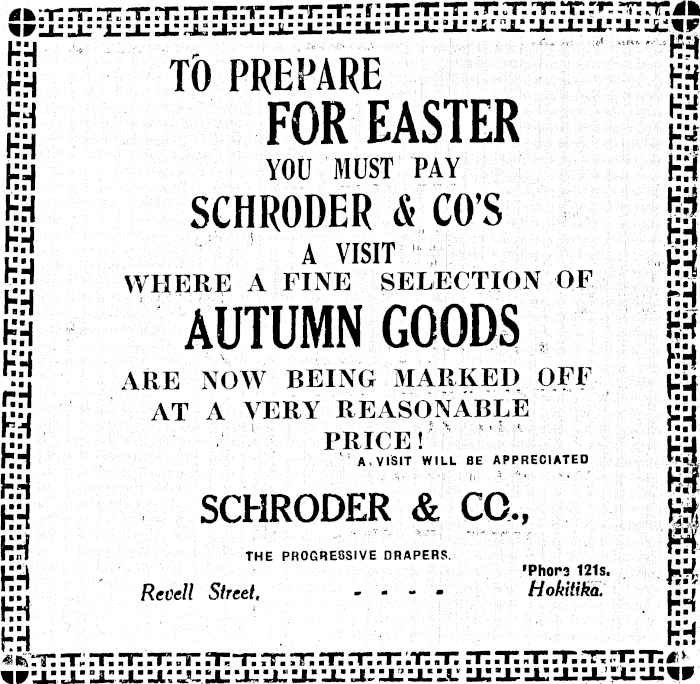 TO PREPARE
FOR EASTER
YOU MUST PAY
SCHRODER & CO'S
A VISIT
WHERE A FINE SELECTION OF
AUTUMN GOODS
ARE NOW BEING MARKED OFF
AT A VERY REASONABLE
PRICE!
A VISIT WILL BE APPRECIATED
SCHRODER & CO.,
THE PROGRESSIVE DRAPERS.
'Phone 121s.
Revell Street, - - - - Hokitika.